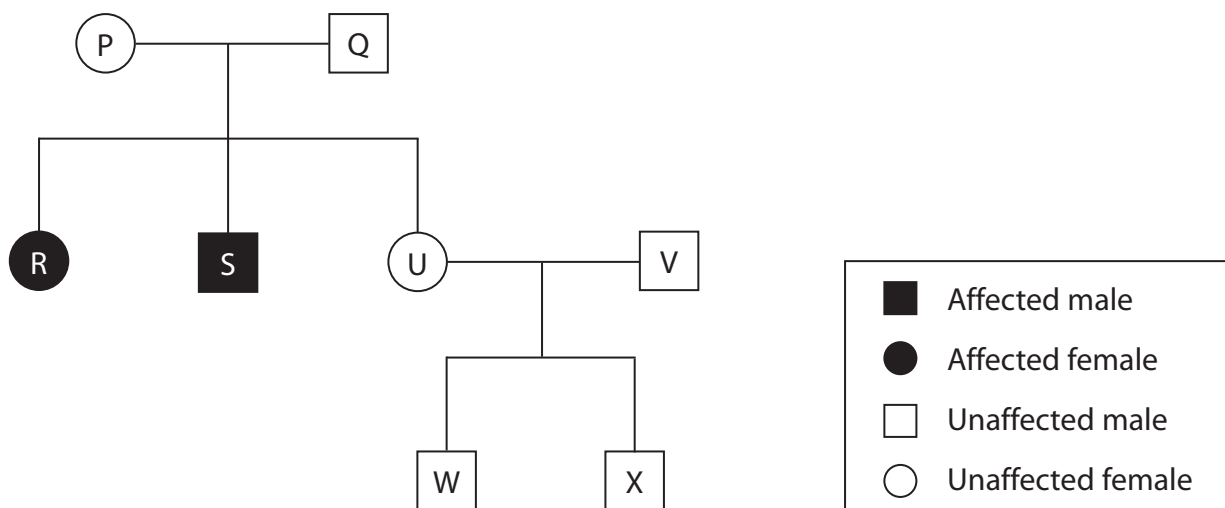 P Q
R S U V
Affected male
Affected female
Unaffected male
W X
Unaffected female